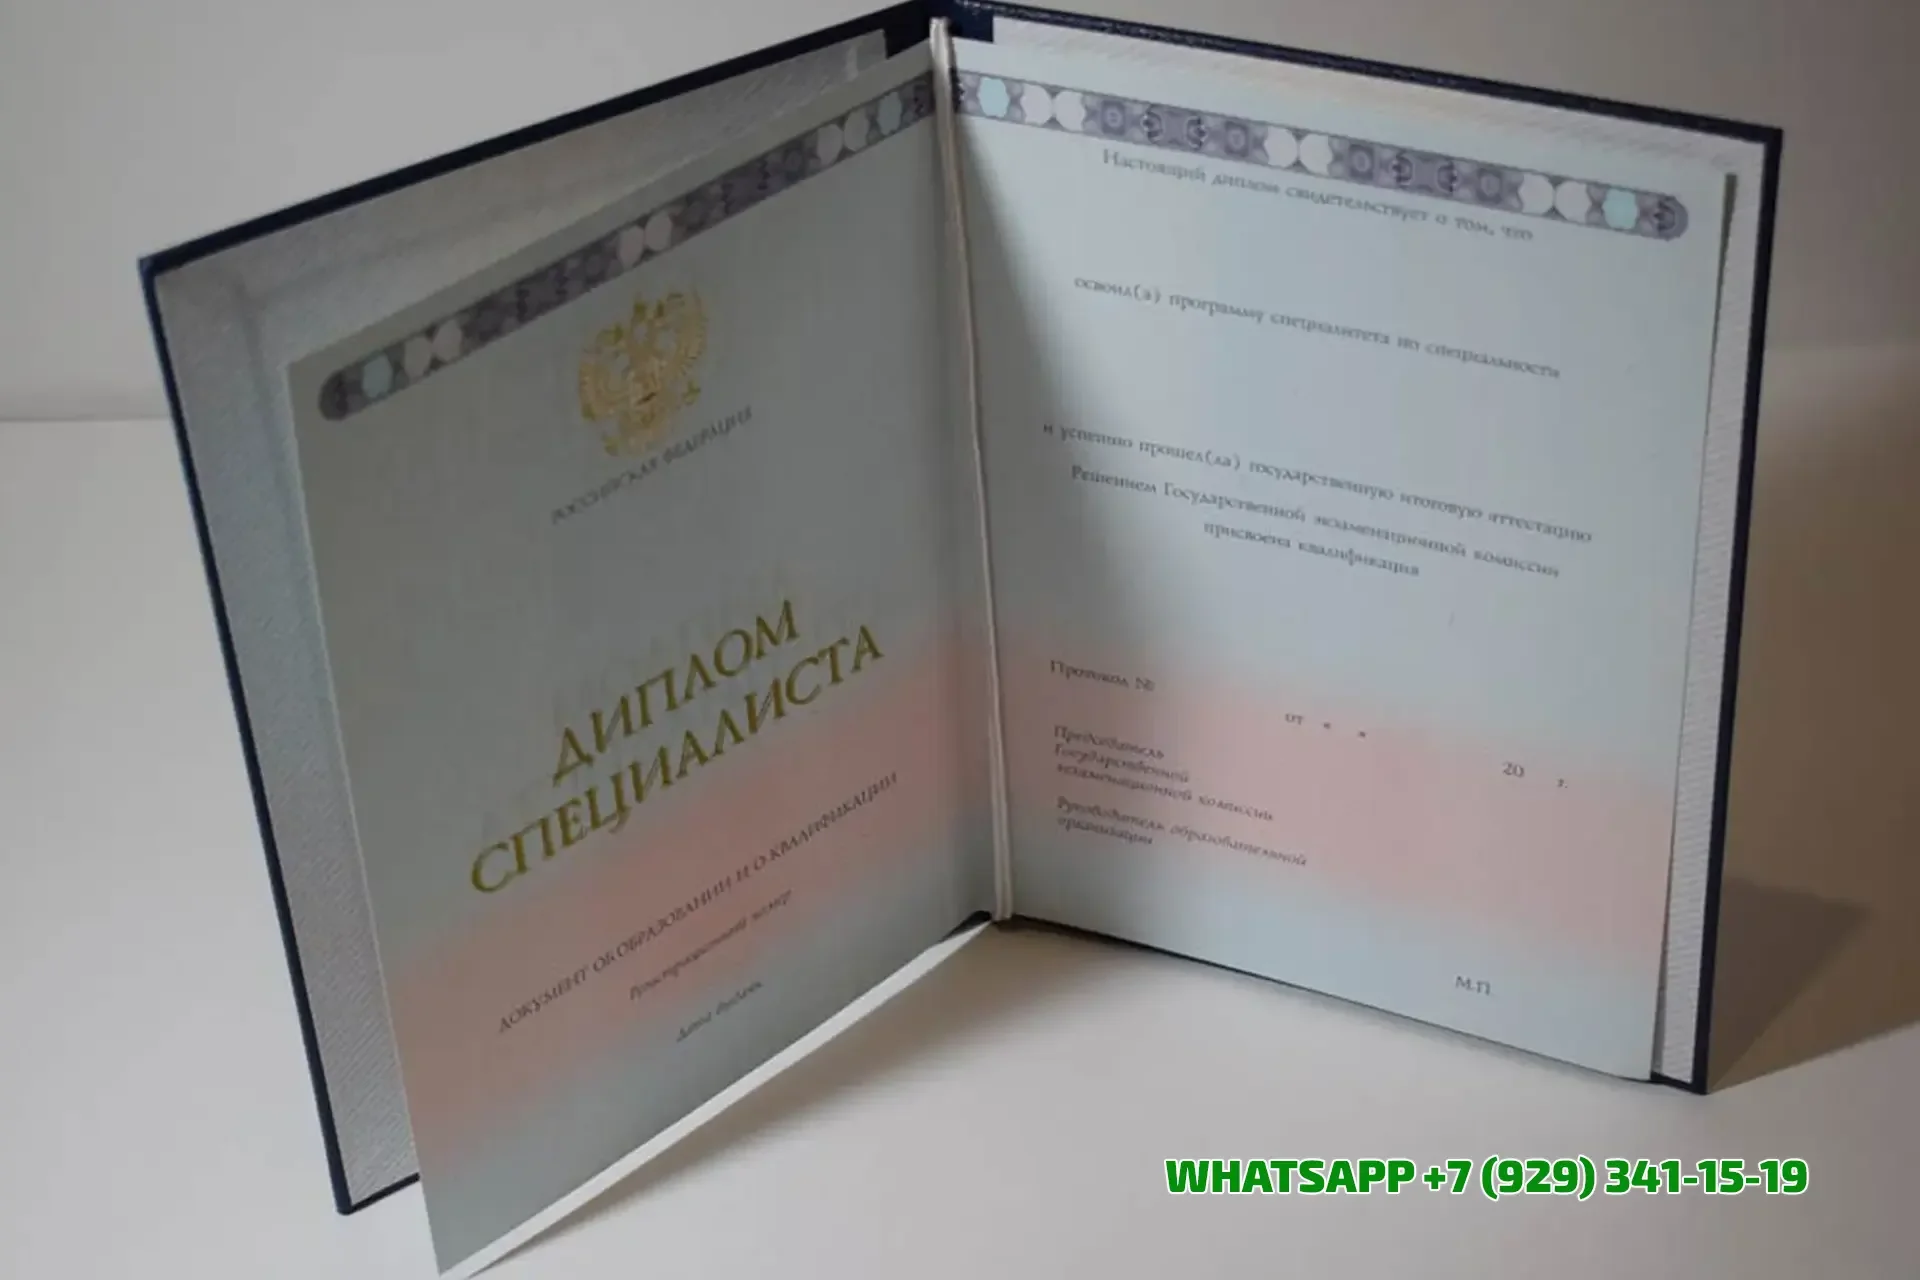 РОССИЙСКАЯ ФЕДЕРАЦИЯ
ДИПЛОМ
СПЕЦИАЛИСТА
ДОКУМЕНТ ОБ ОБРАЗОВАНИИ И О КВАЛИФИКАЦИИ
Регистрационный номер
Дата выдачи
Настоящий диплом свидетельствует о том, что
освоил(а) программу специалитета по специальности
и успешно прошел(ла) государственную итоговую аттестацию
Решением Государственной экзаменационной комиссии
присвоена квалификация
Протокол №
от « »
20 г.
Председатель
Государственной
экзаменационной комиссии
Руководитель образовательной
организации
М.П.
WHATSAPP +7 (929) 341-15-19